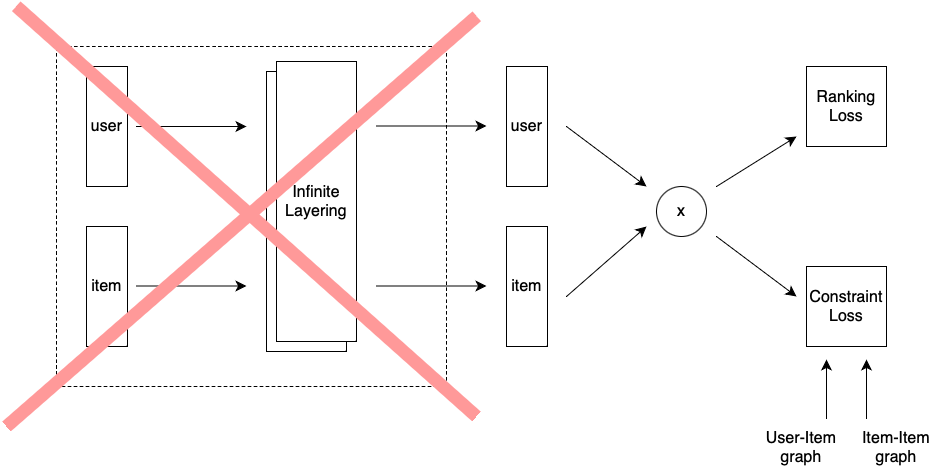 user
item
Infinite
Layering
user
item
x
Ranking
Loss
Constraint
Loss
User-Item
graph
Item-Item
graph